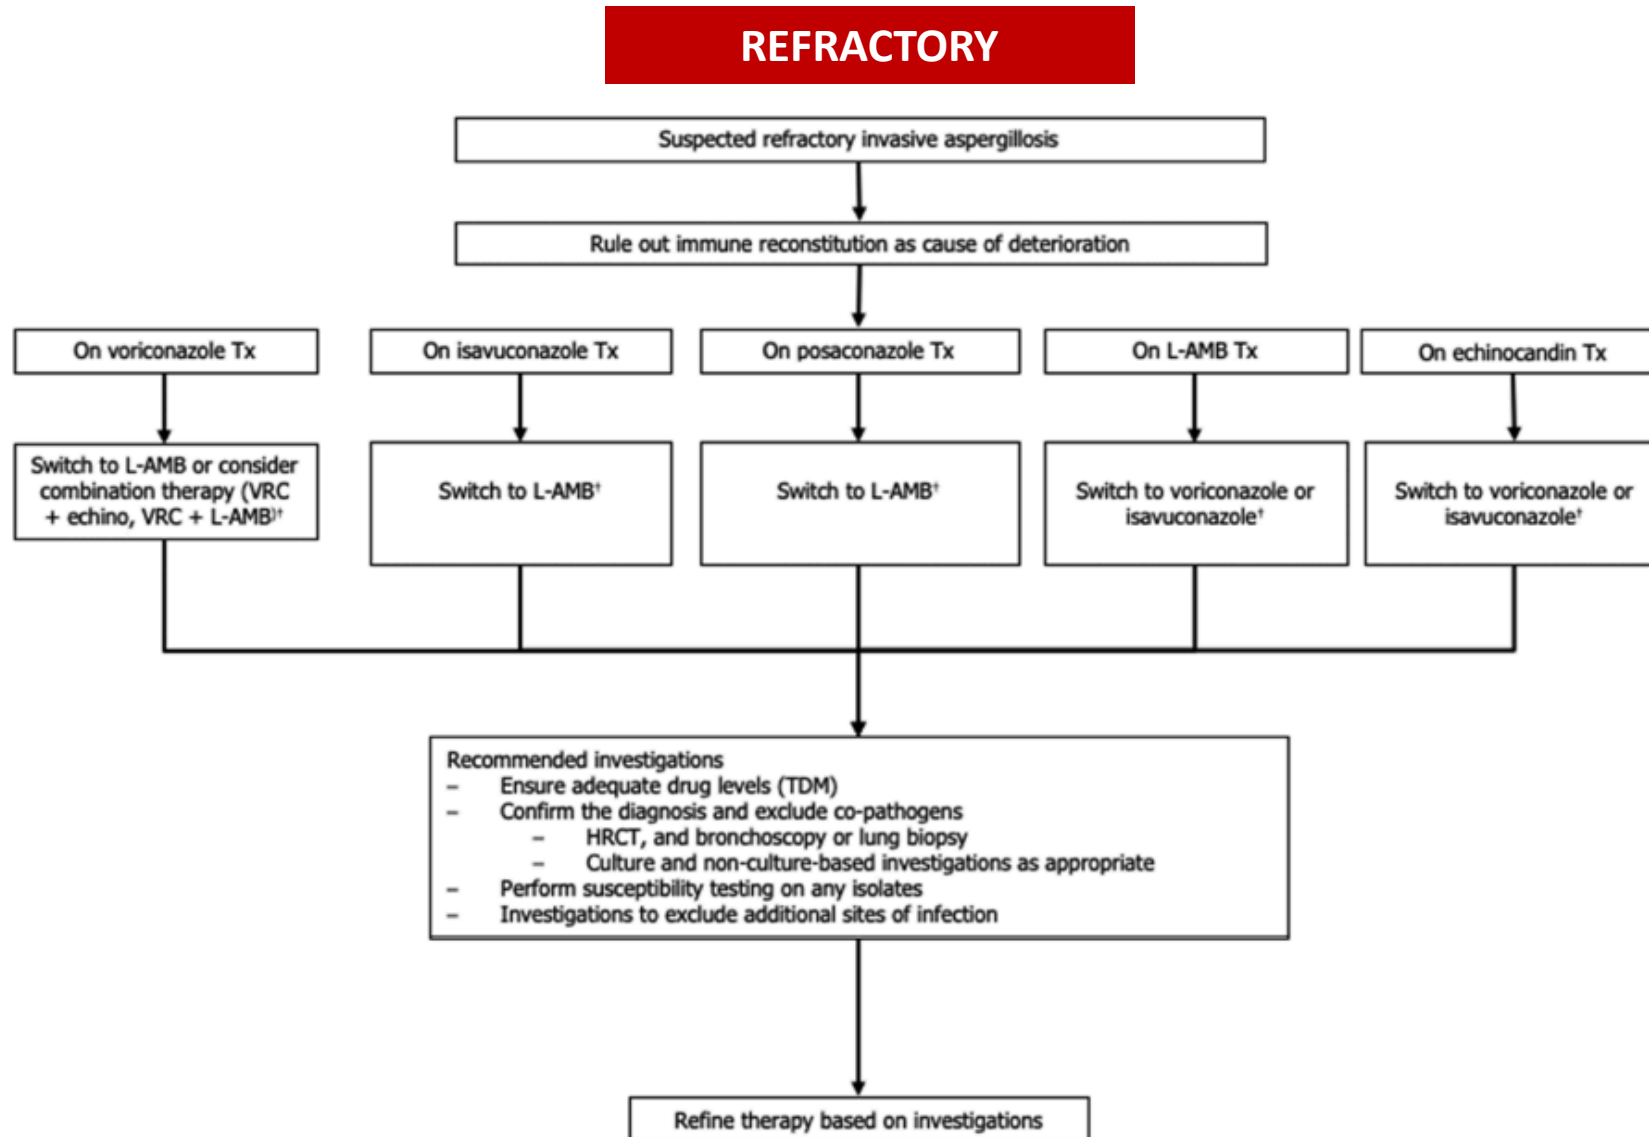 REFRACTORY
Suspected refractory invasive aspergillosis
Rule out immune reconstitution as cause of deterioration
On voriconazole Tx
On isavuconazole Tx
On posaconazole Tx
On L-AMB Tx
On echinocandin Tx
Switch to L-AMB or consider
combination therapy (VRC
+ echino, VRC + L-AMB)†
Switch to L-AMB†
Switch to L-AMB†
Switch to voriconazole or
isavuconazole†
Switch to voriconazole or
isavuconazole†
Recommended investigations
– Ensure adequate drug levels (TDM)
– Confirm the diagnosis and exclude co-pathogens
– HRCT, and bronchoscopy or lung biopsy
– Culture and non-culture-based investigations as appropriate
– Perform susceptibility testing on any isolates
– Investigations to exclude additional sites of infection
Refine therapy based on investigations